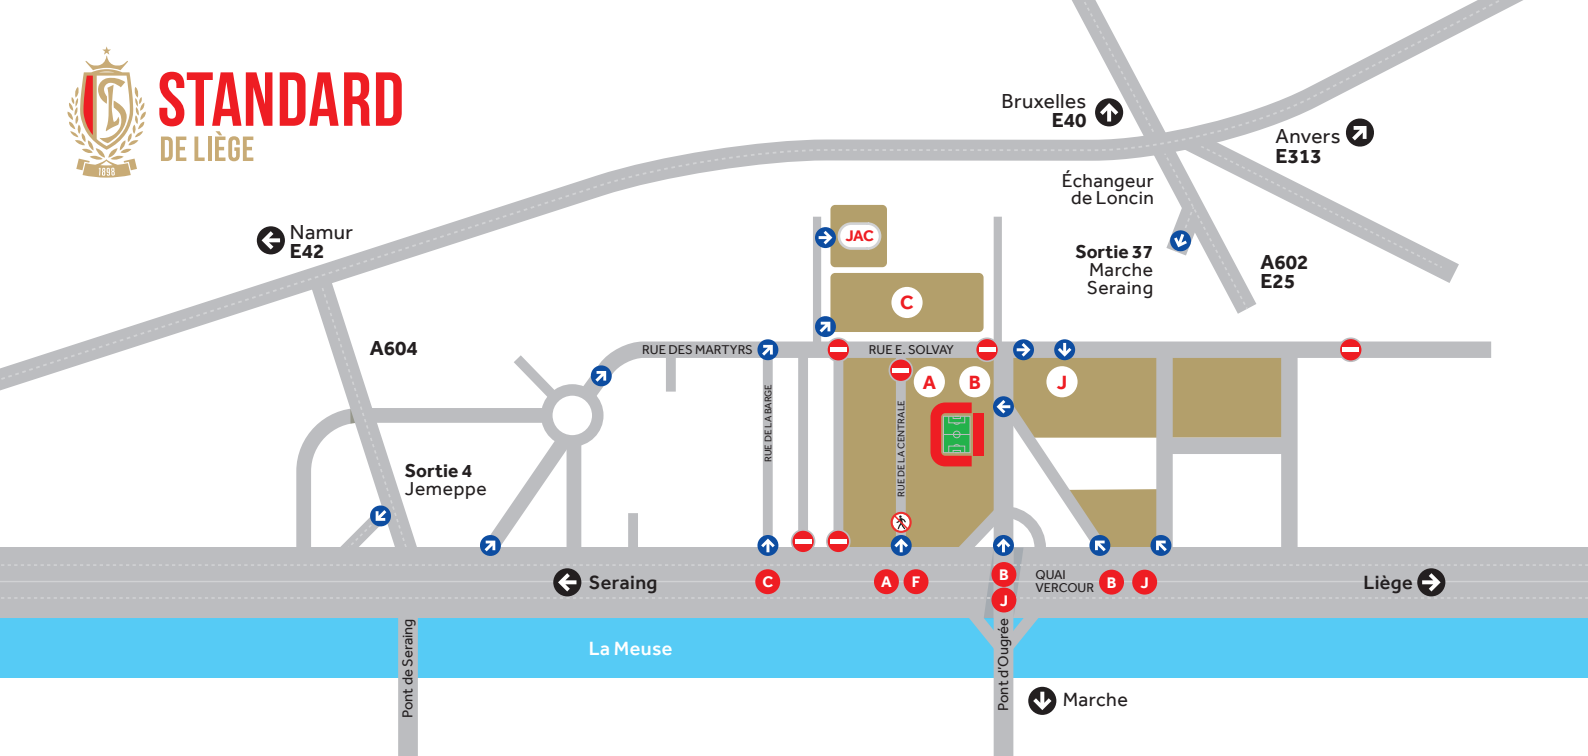 STANDARD
DE LIÈGE
1898
Bruxelles
E40
Anvers
E313
Échangeur
de Loncin
Namur
E42
Sortie 37
Marche
Seraing
A602
E25
JAC
C
A604
RUE DES MARTYRS
RUE E. SOLVAY
A
B
J
RUE DE LA BARGE
RUE DE LA CENTRALE
Sortie 4
Jemeppe
Seraing
C
A
F
B
J
QUAI
VERCOUR
B
J
Liège
La Meuse
Pont de Seraing
Pont d'Ougrée
Marche